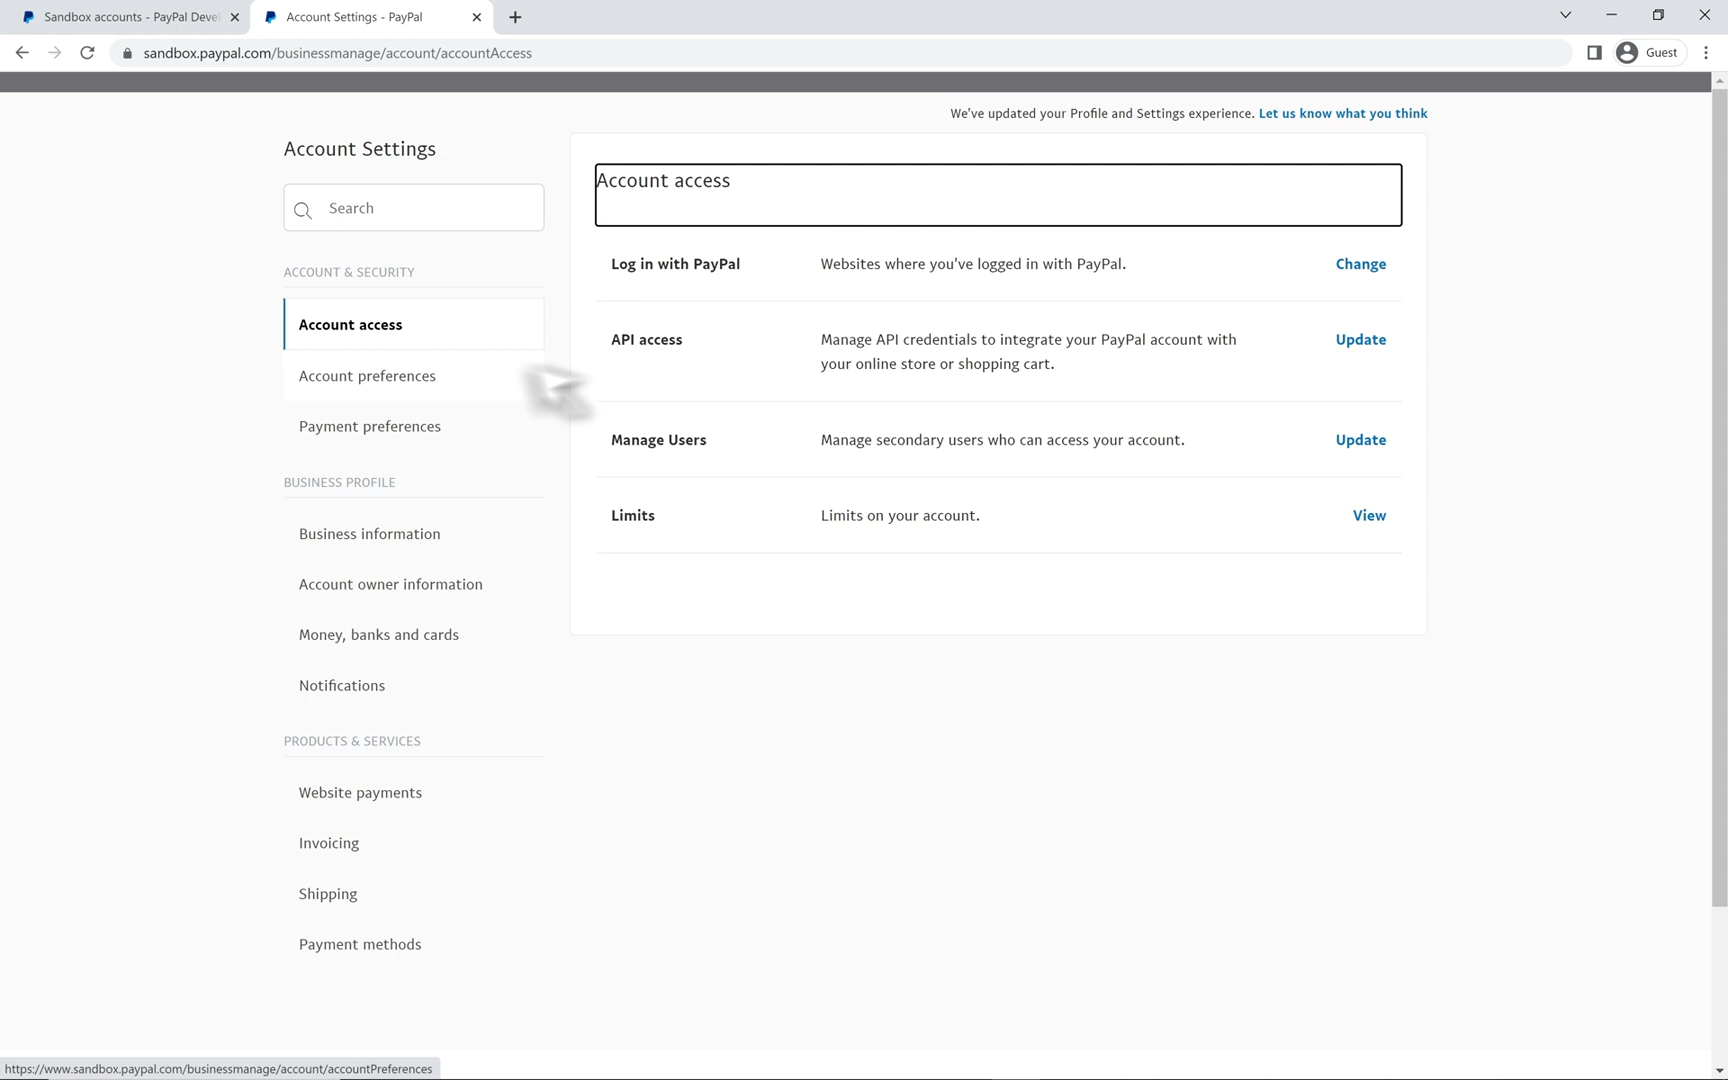 Sandbox accounts - PayPal Deve
Account Settings - PayPal
sandbox.paypal.com/businessmanage/account/accountAccess
Guest
We've updated your Profile and Settings experience. Let us know what you think
Account Settings
Search
ACCOUNT & SECURITY
Account access
Account preferences
Payment preferences
BUSINESS PROFILE
Business information
Account owner information
Money, banks and cards
Notifications
PRODUCTS & SERVICES
Website payments
Invoicing
Shipping
Payment methods
Account access
Log in with PayPal
Websites where you've logged in with PayPal.
Change
API access
Manage API credentials to integrate your PayPal account with
your online store or shopping cart.
Update
Manage Users
Manage secondary users who can access your account.
Update
Limits
Limits on your account.
View
https://www.sandbox.paypal.com/businessmanage/account/accountPreferences